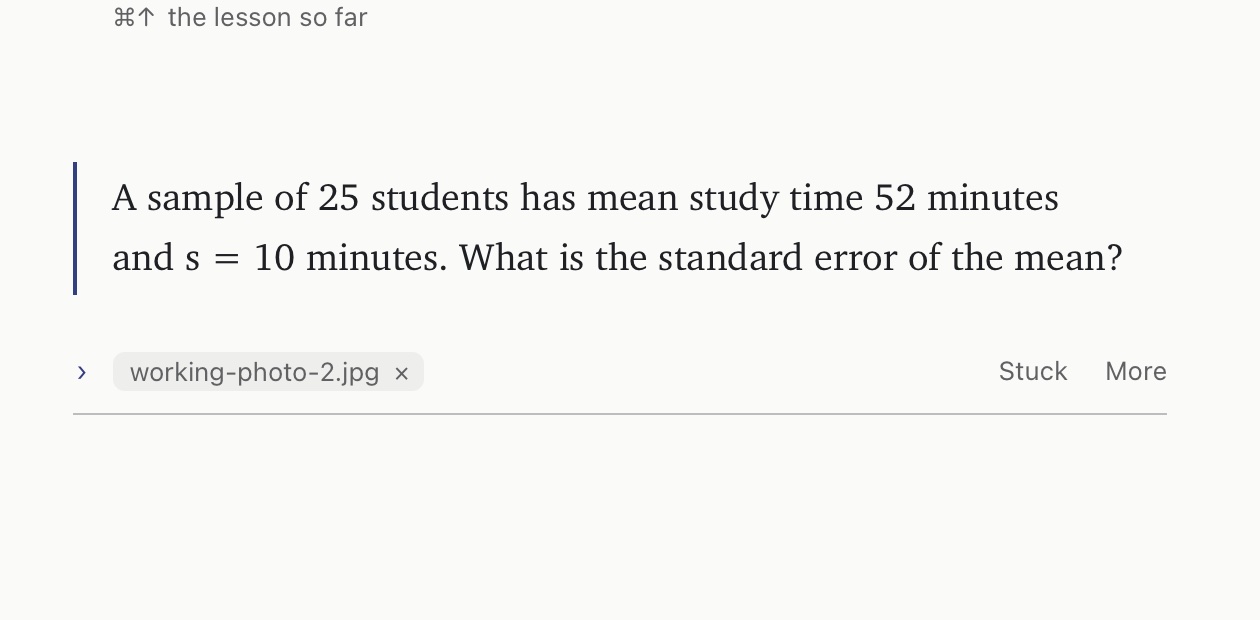 ⌘↑ the lesson so far
A sample of 25 students has mean study time 52 minutes
and s = 10 minutes. What is the standard error of the mean?
› working-photo-2.jpg × Stuck More